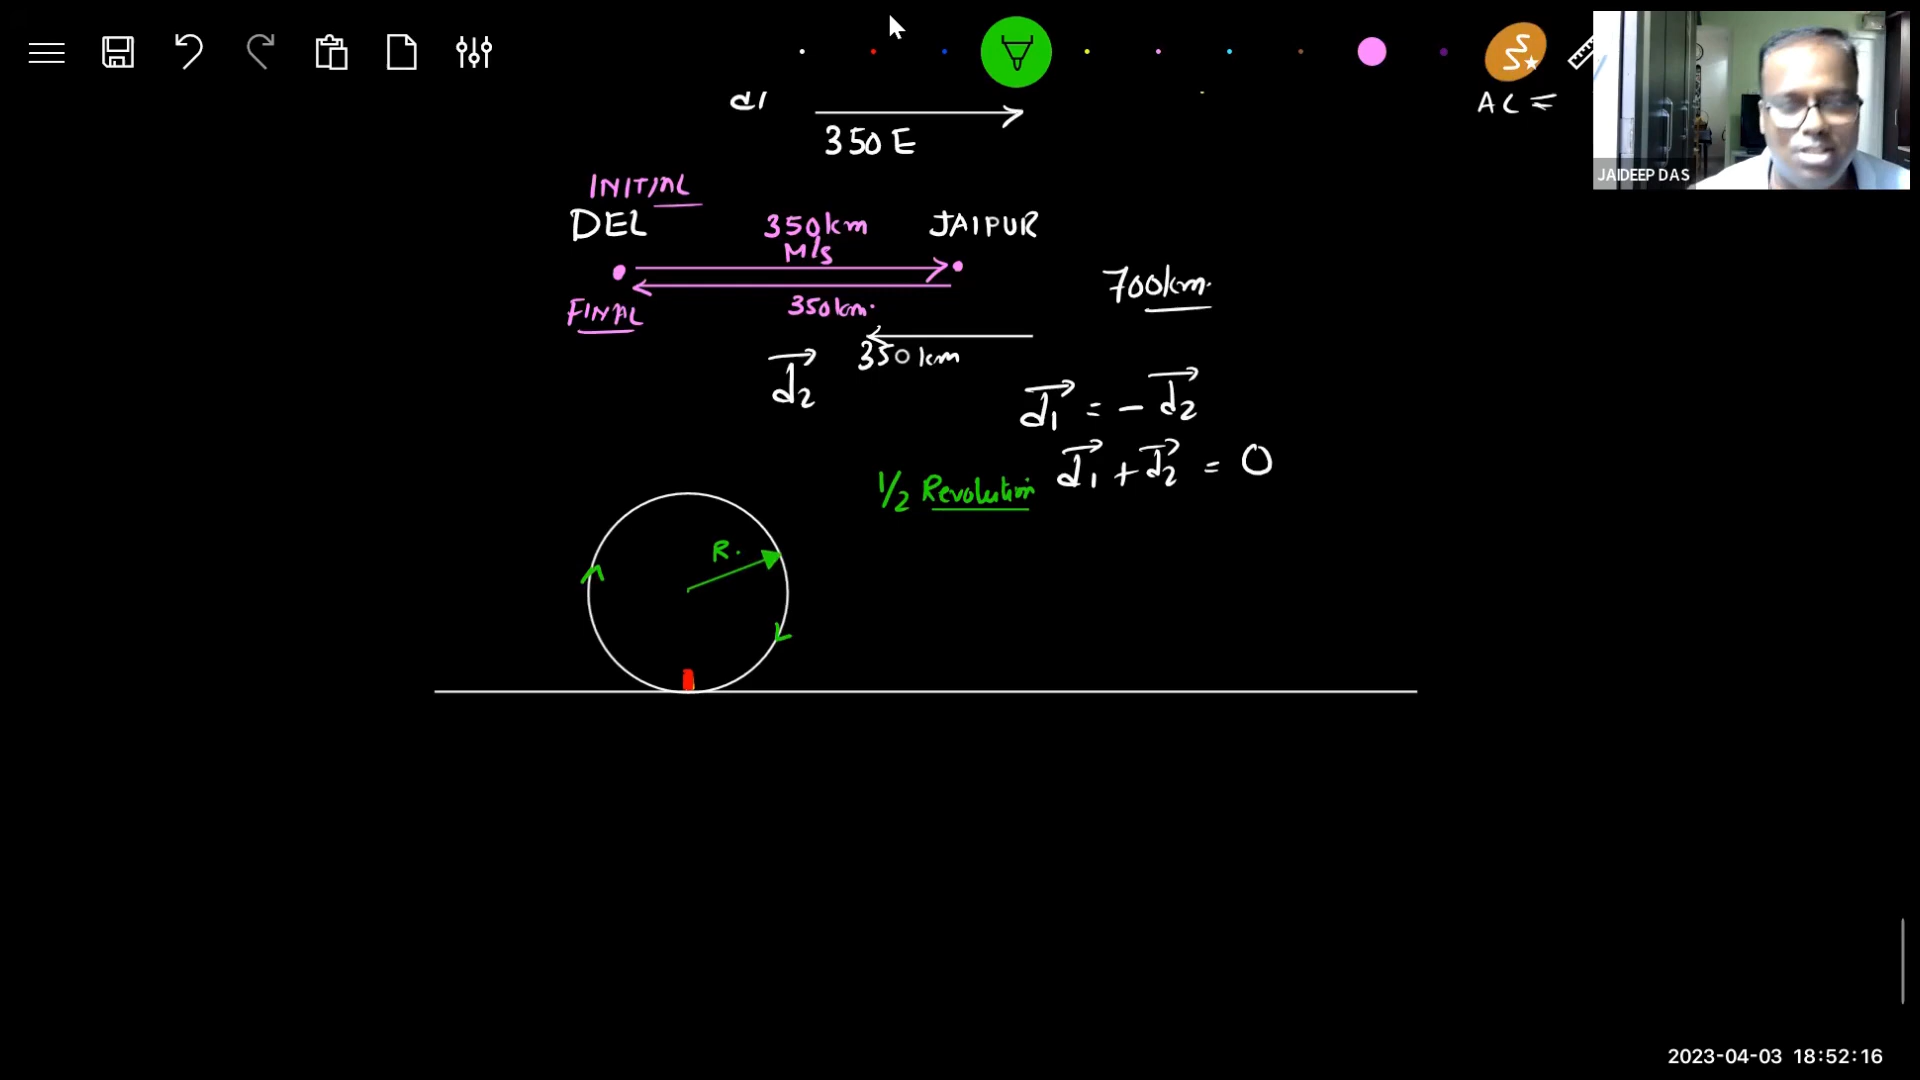 d1
350 E
AC =
JAIDEEP DAS
INITIAL
DEL
350km
JAIPUR
M/s
700km.
FINAL
350km.
350 km
d2
d1 = - d2
d1 + d2 = 0
1/2 Revolution
R.
2023-04-03 18:52:16